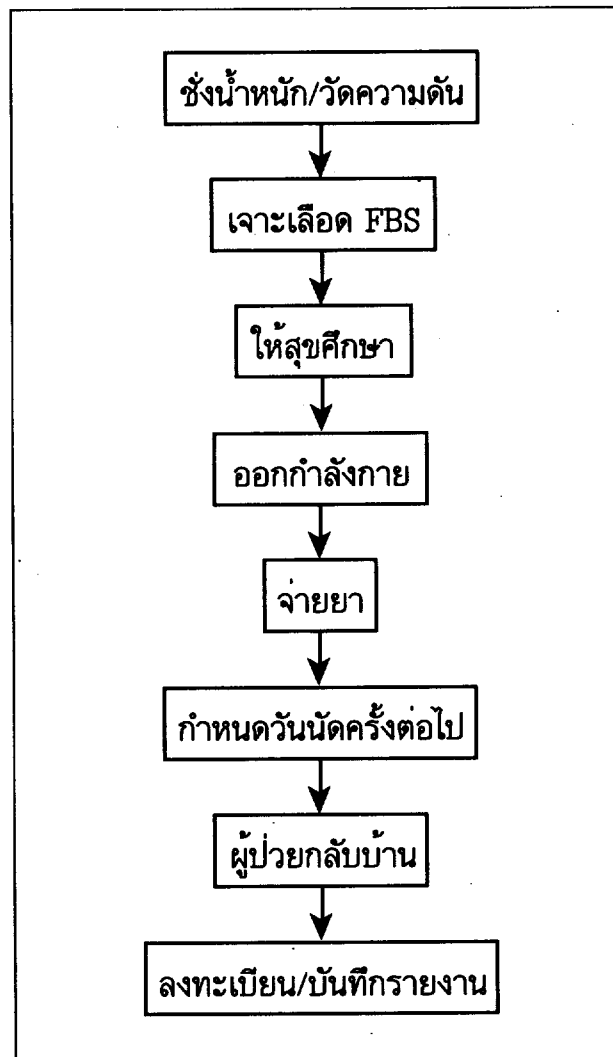 ชั่งน้ำหนัก/วัดความดัน
เจาะเลือด FBS
ให้สุขศึกษา
ออกกำลังกาย
จ่ายยา
กำหนดวันนัดครั้งต่อไป
ผู้ป่วยกลับบ้าน
ลงทะเบียน/บันทึกรายงาน